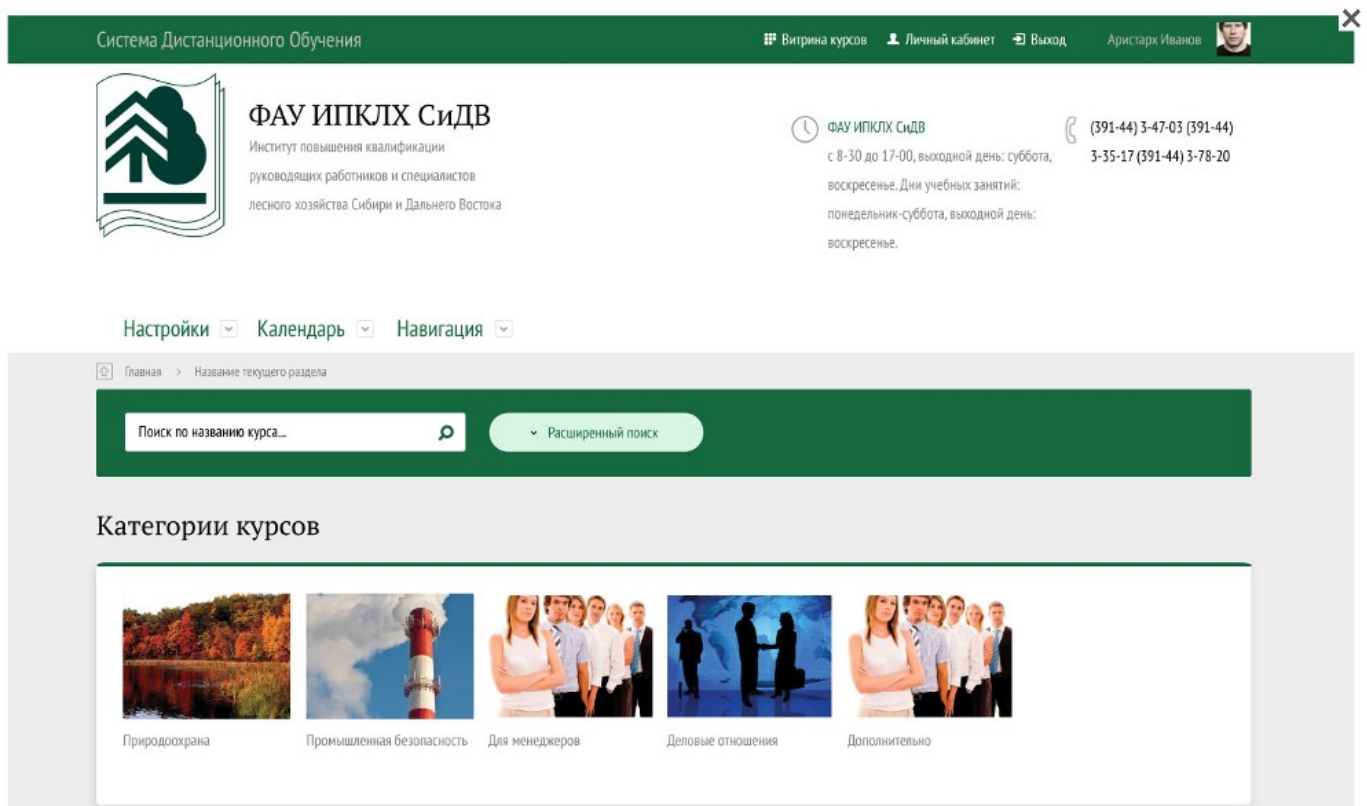 Система Дистанционного Обучения
Витрина курсов Личный кабинет Выход Аристарх Иванов
ФАУ ИПКЛХ СиДВ
Институт повышения квалификации
руководящих работников и специалистов
лесного хозяйства Сибири и Дальнего Востока
ФАУ ИПКЛХ СиДВ
с 8-30 до 17-00, выходной день: суббота,
воскресенье. Дни учебных занятий:
понедельник-суббота, выходной день:
воскресенье.
(391-44) 3-47-03 (391-44)
3-35-17 (391-44) 3-78-20
Настройки Календарь Навигация
Главная > Название текущего раздела
Поиск по названию курса... Расширенный поиск
Категории курсов
Природоохрана Промышленная безопасность Для менеджеров Деловые отношения Дополнительно